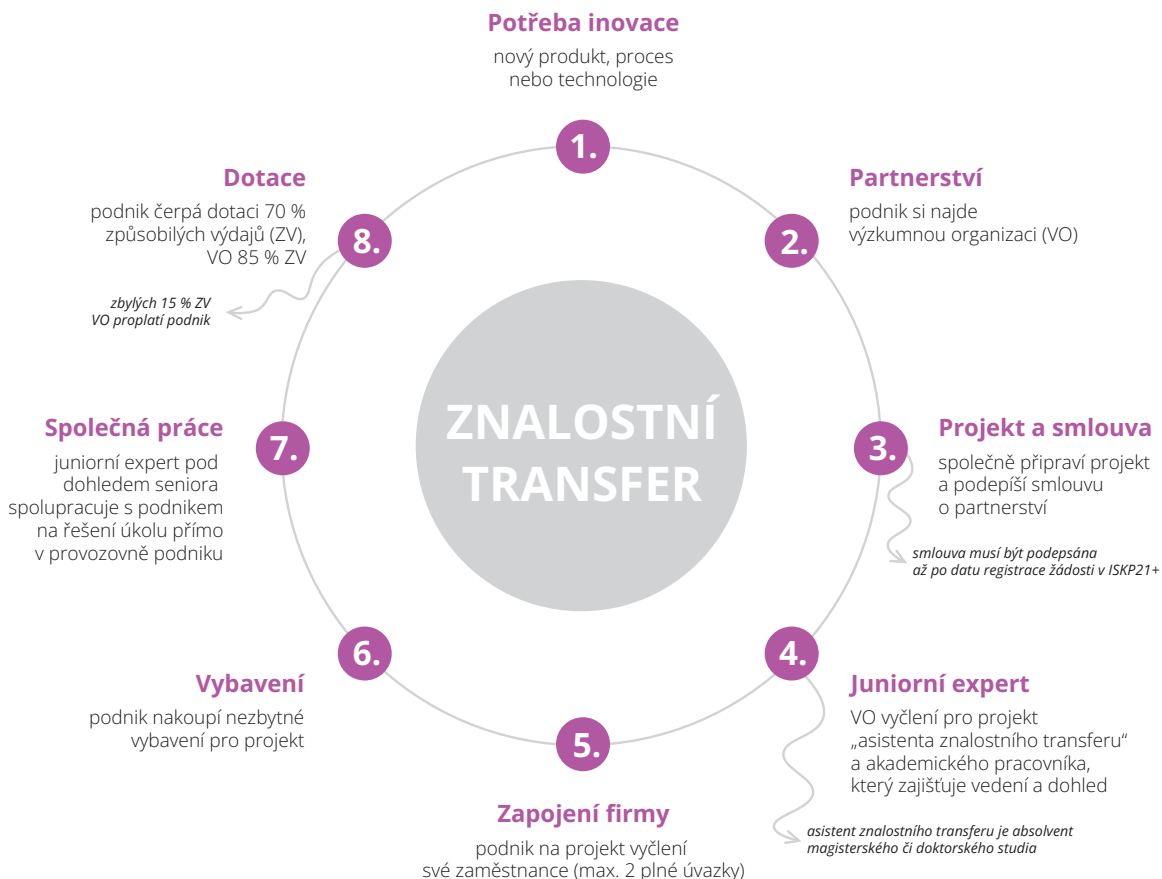 Potřeba inovace
nový produkt, proces
nebo technologie
1.
Partnerství
podnik si najde
výzkumnou organizaci (VO)
2.
Projekt a smlouva
společně připraví projekt
a podepíší smlouvu
o partnerství
3.
smlouva musí být podepsána
až po datu registrace žádosti v ISKP21+
4.
Juniorní expert
VO vyčlení pro projekt
„asistenta znalostního transferu“
a akademického pracovníka,
který zajišťuje vedení a dohled
asistent znalostního transferu je absolvent
magisterského či doktorského studia
5.
Zapojení firmy
podnik na projekt vyčlení
své zaměstnance (max. 2 plné úvazky)
6.
Vybavení
podnik nakoupí nezbytné
vybavení pro projekt
7.
Společná práce
juniorní expert pod
dohledem seniora
spolupracuje s podnikem
na řešení úkolu přímo
v provozovně podniku
8.
Dotace
podnik čerpá dotaci 70 %
způsobilých výdajů (ZV),
VO 85 % ZV
zbylých 15 % ZV
VO proplatí podnik
ZNALOSTNÍ
TRANSFER